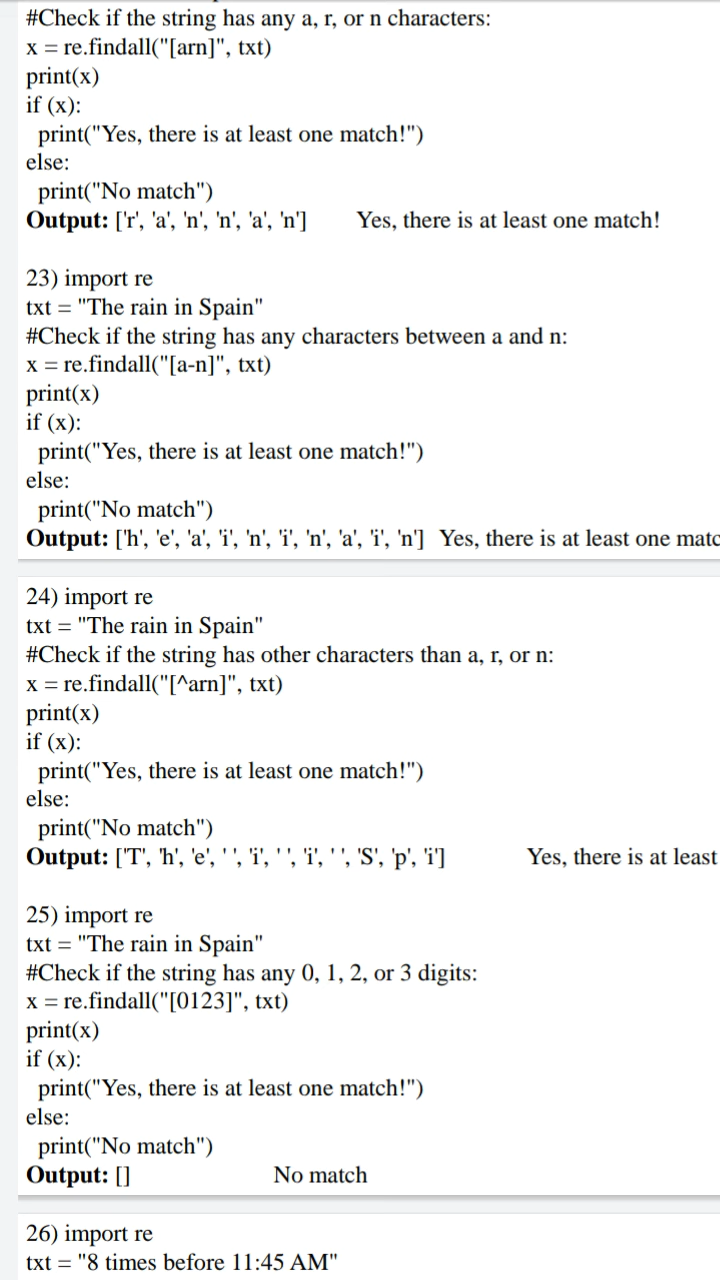 #Check if the string has any a, r, or n characters:
x = re.findall("[arn]", txt)
print(x)
if (x):
  print("Yes, there is at least one match!")
else:
  print("No match")
Output: ['r', 'a', 'n', 'n', 'a', 'n']        Yes, there is at least one match!
23) import re
txt = "The rain in Spain"
#Check if the string has any characters between a and n:
x = re.findall("[a-n]", txt)
print(x)
if (x):
  print("Yes, there is at least one match!")
else:
  print("No match")
Output: ['h', 'e', 'a', 'i', 'n', 'i', 'n', 'a', 'i', 'n']  Yes, there is at least one matc
24) import re
txt = "The rain in Spain"
#Check if the string has other characters than a, r, or n:
x = re.findall("[^arn]", txt)
print(x)
if (x):
  print("Yes, there is at least one match!")
else:
  print("No match")
Output: ['T', 'h', 'e', ' ', 'i', ' ', 'i', ' ', 'S', 'p', 'i']        Yes, there is at least
25) import re
txt = "The rain in Spain"
#Check if the string has any 0, 1, 2, or 3 digits:
x = re.findall("[0123]", txt)
print(x)
if (x):
  print("Yes, there is at least one match!")
else:
  print("No match")
Output: []        No match
26) import re
txt = "8 times before 11:45 AM"